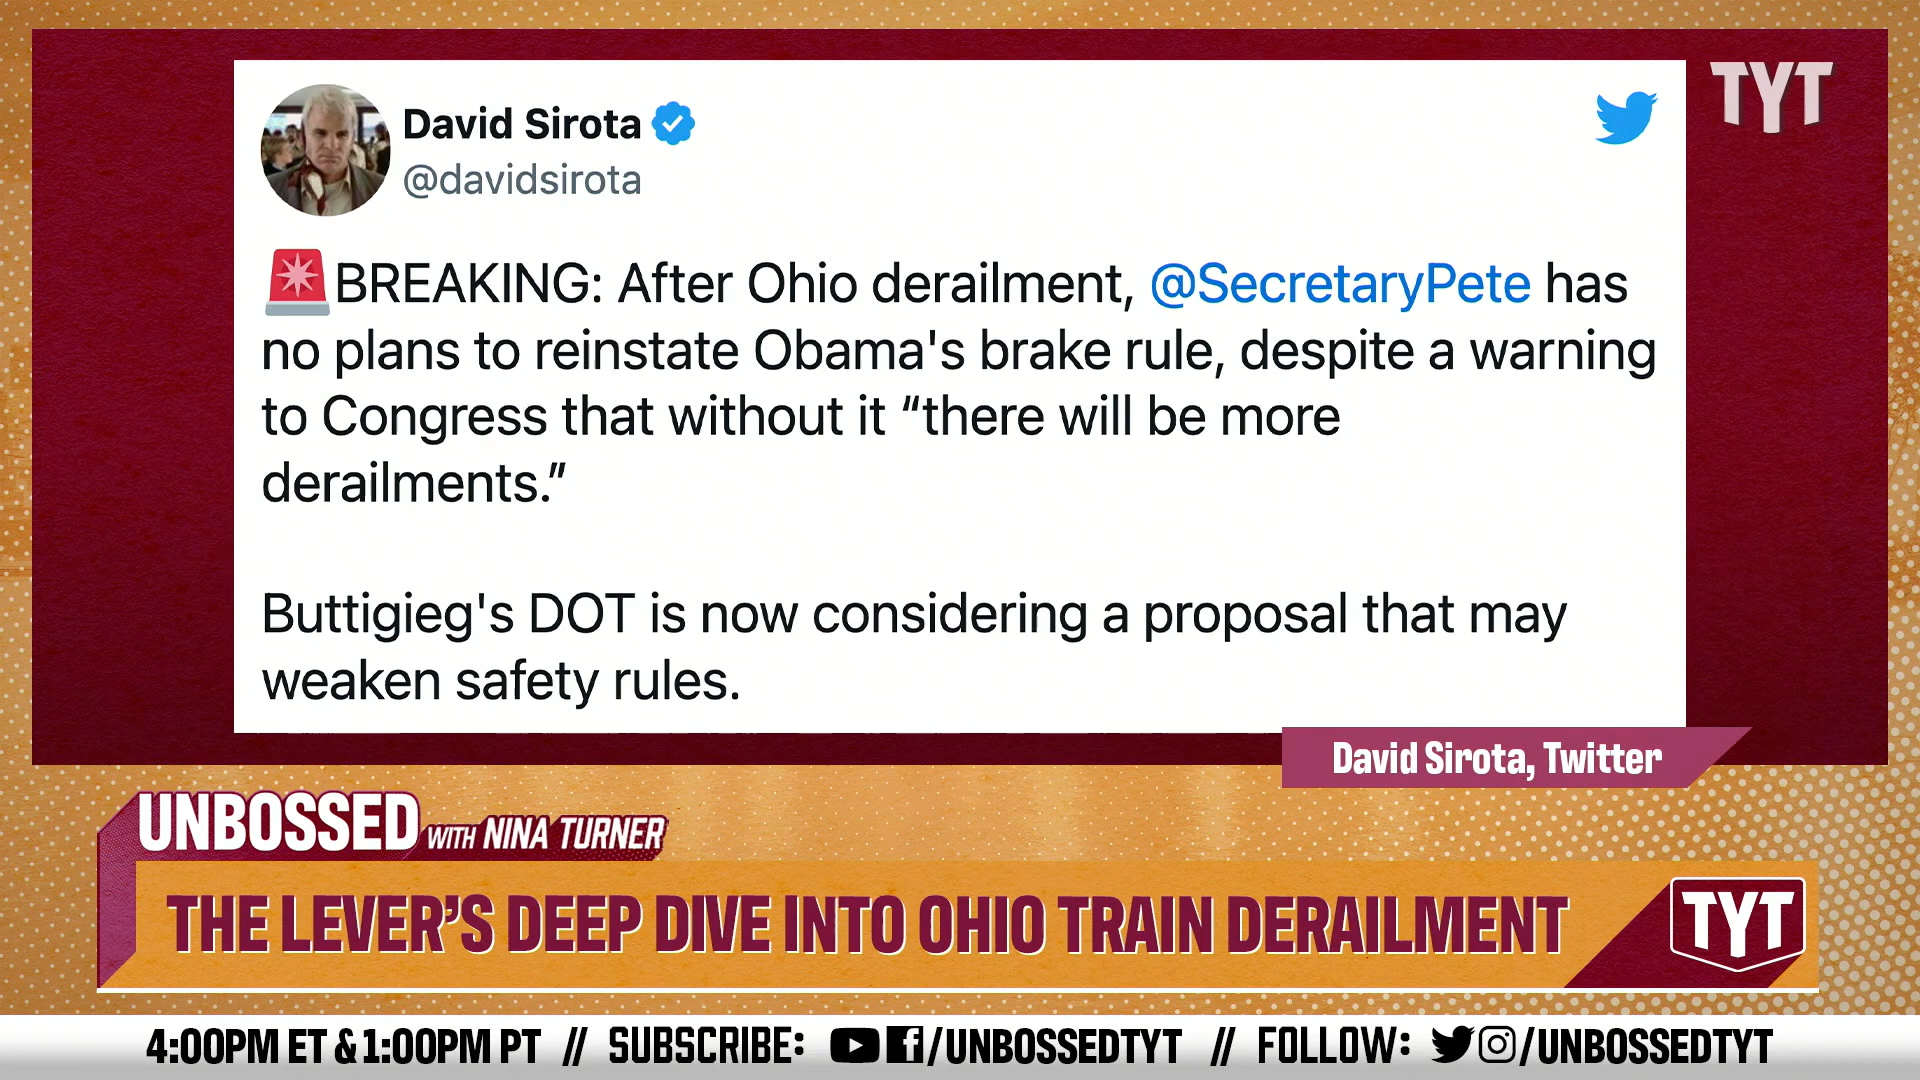 TYT
David Sirota
@davidsirota
🚨BREAKING: After Ohio derailment, @SecretaryPete has
no plans to reinstate Obama's brake rule, despite a warning
to Congress that without it “there will be more
derailments.”
Buttigieg's DOT is now considering a proposal that may
weaken safety rules.
David Sirota, Twitter
UNBOSSED WITH NINA TURNER
THE LEVER’S DEEP DIVE INTO OHIO TRAIN DERAILMENT
TYT
4:00PM ET & 1:00PM PT // SUBSCRIBE: /UNBOSSEDTYT // FOLLOW: /UNBOSSEDTYT